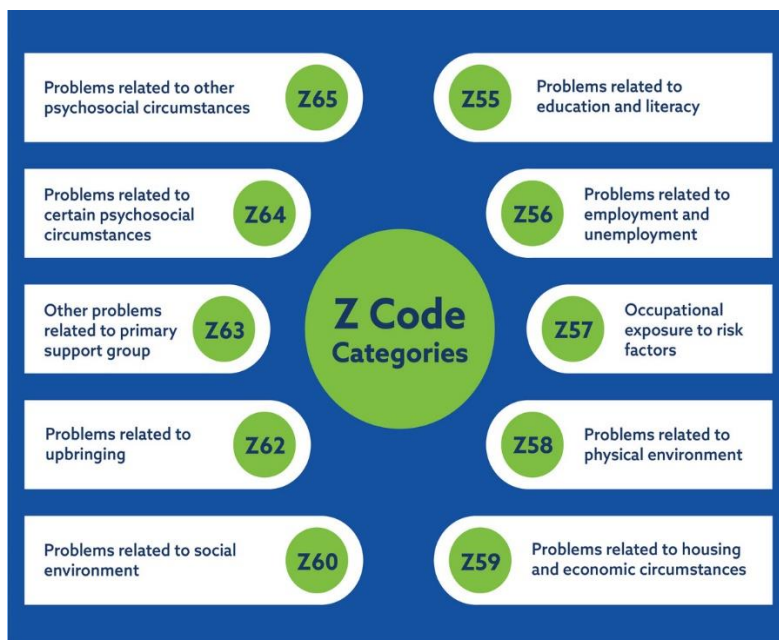 Problems related to other
psychosocial circumstances
Z65
Z55
Problems related to
education and literacy
Problems related to
certain psychosocial
circumstances
Z64
Z56
Problems related to
employment and
unemployment
Other problems
related to primary
support group
Z63
Z Code
Categories
Z57
Occupational
exposure to risk
factors
Problems related to
upbringing
Z62
Z58
Problems related to
physical environment
Problems related to social
environment
Z60
Z59
Problems related to housing
and economic circumstances